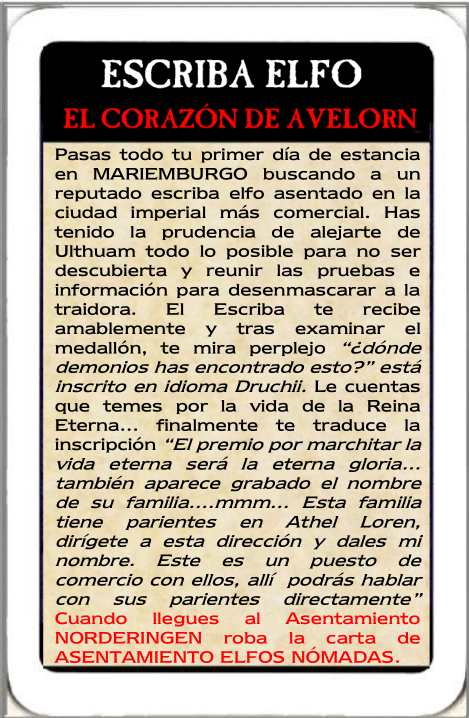 ESCRIBA ELFO
EL CORAZÓN DE AVELORN
Pasas todo tu primer día de estancia
en MARIEMBURGO buscando a un
reputado escriba elfo asentado en la
ciudad imperial más comercial. Has
tenido la prudencia de alejarte de
Ulthuam todo lo posible para no ser
descubierta y reunir las pruebas e
información para desenmascarar a la
traidora. El Escriba te recibe
amablemente y tras examinar el
medallón, te mira perplejo “¿dónde
demonios has encontrado esto?” está
inscrito en idioma Druchii. Le cuentas
que temes por la vida de la Reina
Eterna... finalmente te traduce la
inscripción “El premio por marchitar la
vida eterna será la eterna gloria...
también aparece grabado el nombre
de su familia....mmm... Esta familia
tiene parientes en Athel Loren,
dirígete a esta dirección y dales mi
nombre. Este es un puesto de
comercio con ellos, allí podrás hablar
con sus parientes directamente”
Cuando llegues al Asentamiento
NORDERINGEN roba la carta de
ASENTAMIENTO ELFOS NÓMADAS.